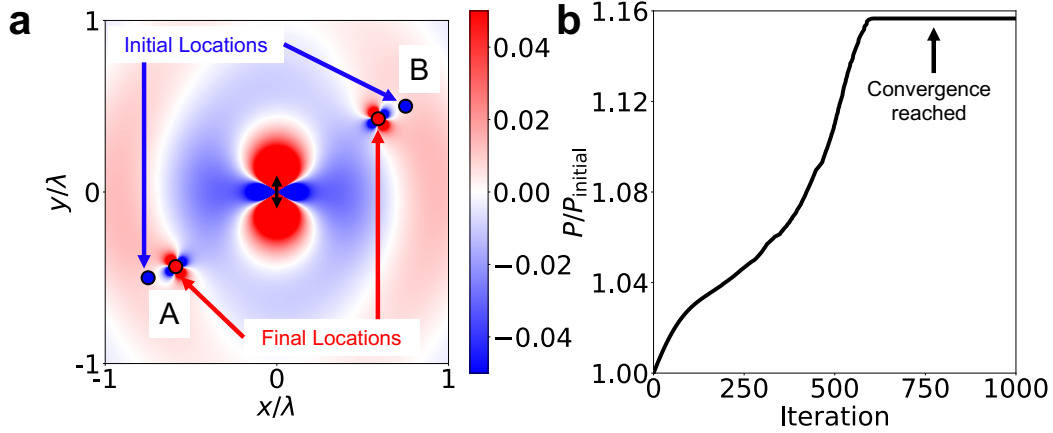 a
1
0
-1
y/λ
-1
0
1
x/λ
Initial Locations
B
A
Final Locations
0.04
0.02
0.00
−0.02
−0.04
b
1.16
1.12
1.08
1.04
1.00
P/P_initial
0
250
500
750
1000
Iteration
Convergence
reached